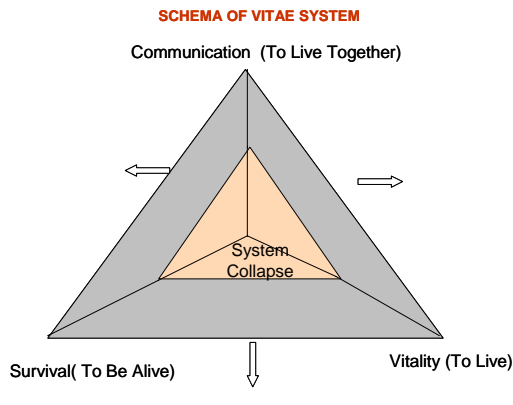 SCHEMA OF VITAE SYSTEM
Communication (To Live Together)
System
Collapse
Vitality (To Live)
Survival( To Be Alive)